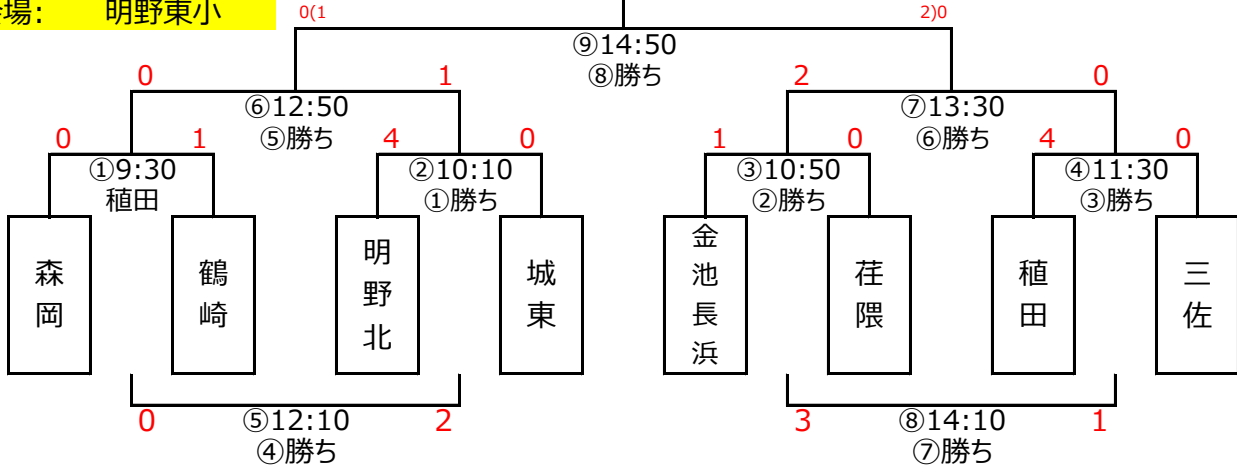 場: 明野東小
0(1 2)0
⑨14:50
⑧勝ち
0 1 2 0
⑥12:50 ⑦13:30
⑤勝ち ⑥勝ち
0 1 4 0 1 0 4 0
①9:30 ②10:10 ③10:50 ④11:30
稙田 ①勝ち ②勝ち ③勝ち
森岡 鶴崎 明野北 城東 金池長浜 荏隈 稙田 三佐
0 ⑤12:10 2 3 ⑧14:10 1
④勝ち ⑦勝ち